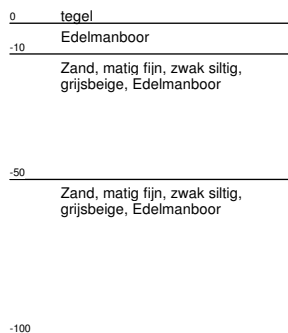 0 tegel
Edelmanboor
-10
Zand, matig fijn, zwak siltig,
grijsbeige, Edelmanboor
-50
Zand, matig fijn, zwak siltig,
grijsbeige, Edelmanboor
-100